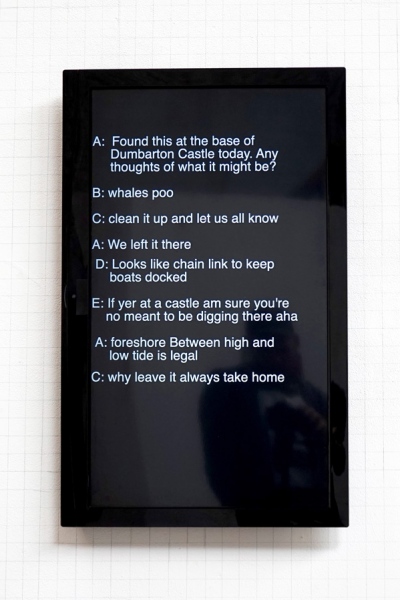 A: Found this at the base of
Dumbarton Castle today. Any
thoughts of what it might be?
B: whales poo
C: clean it up and let us all know
A: We left it there
D: Looks like chain link to keep
boats docked
E: If yer at a castle am sure you're
no meant to be digging there aha
A: foreshore Between high and
low tide is legal
C: why leave it always take home